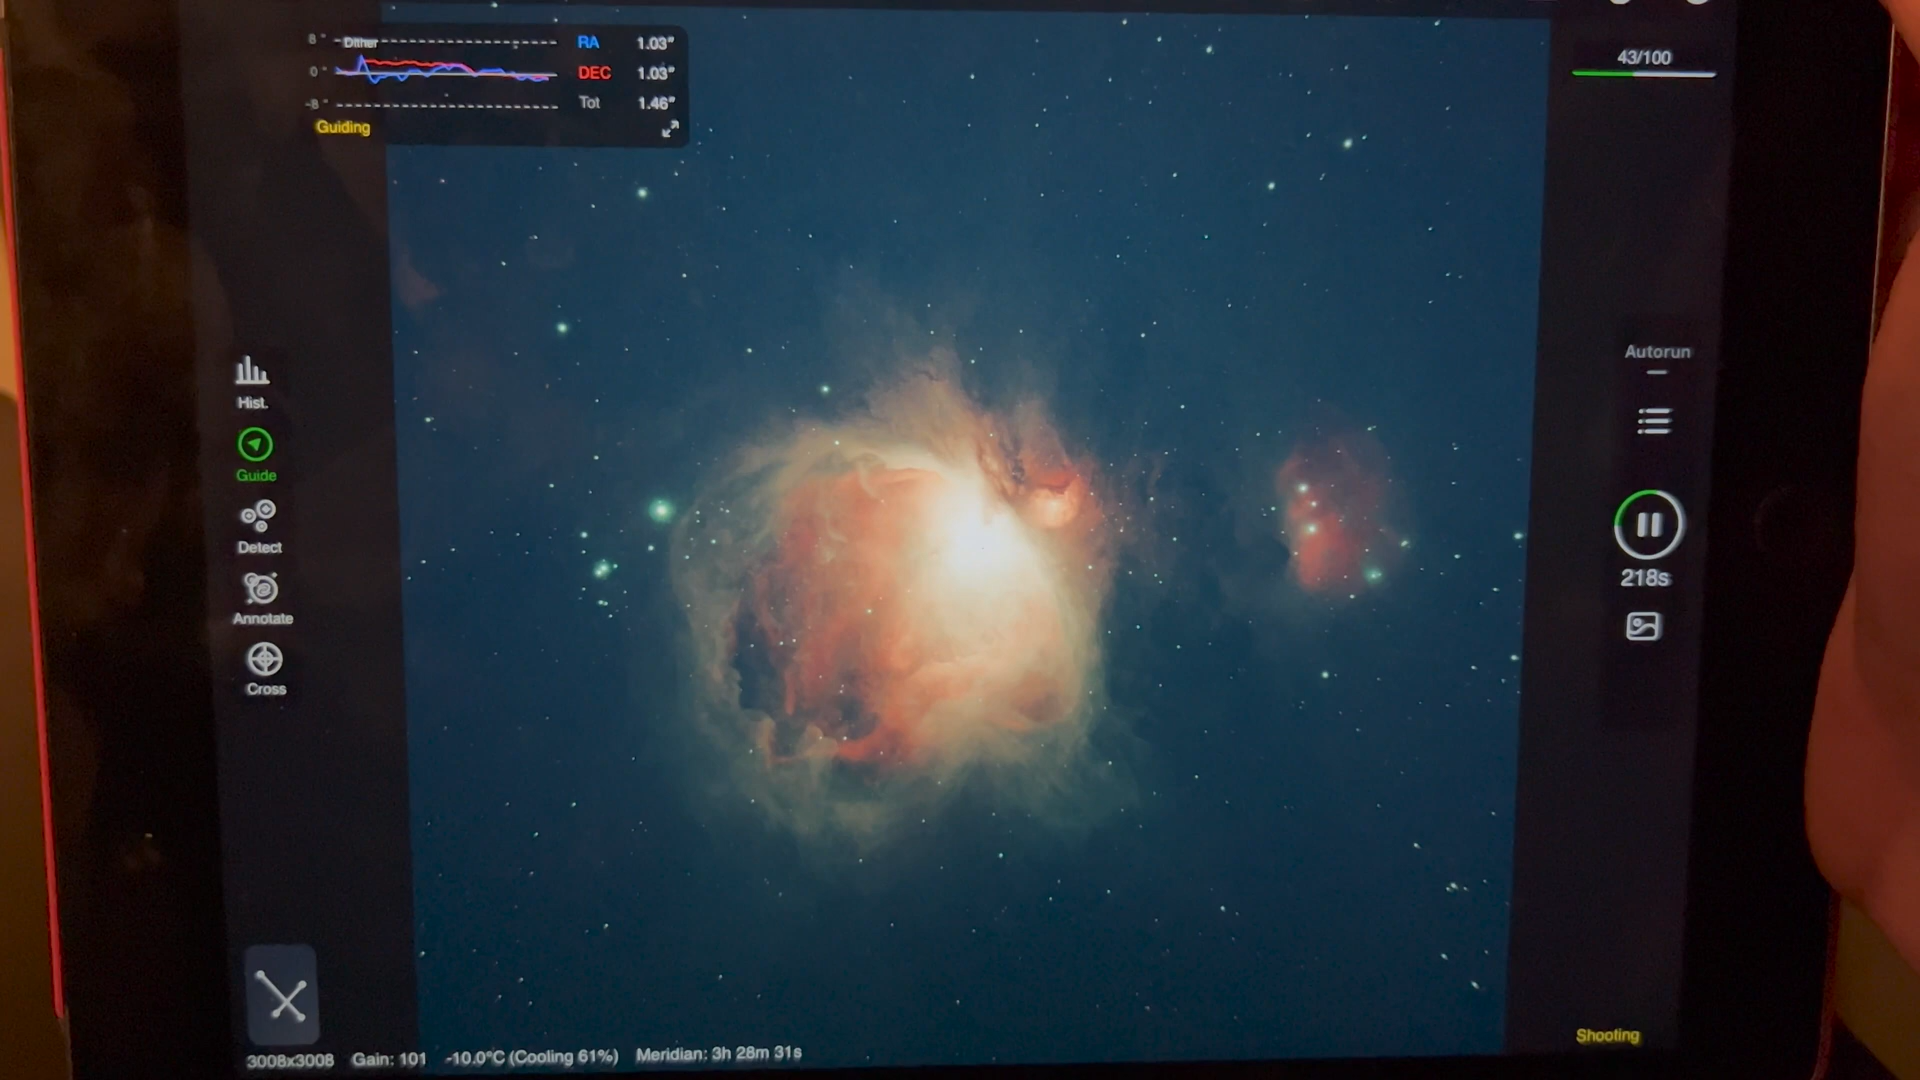 8 "
Dither
RA 1.03"
0 "
DEC 1.03"
-8 "
Tot 1.46"
Guiding
43/100
Hist.
Guide
Detect
Annotate
Cross
Autorun
218s
Shooting
3008x3008 Gain: 101 -10.0°C (Cooling 61%) Meridian: 3h 28m 31s